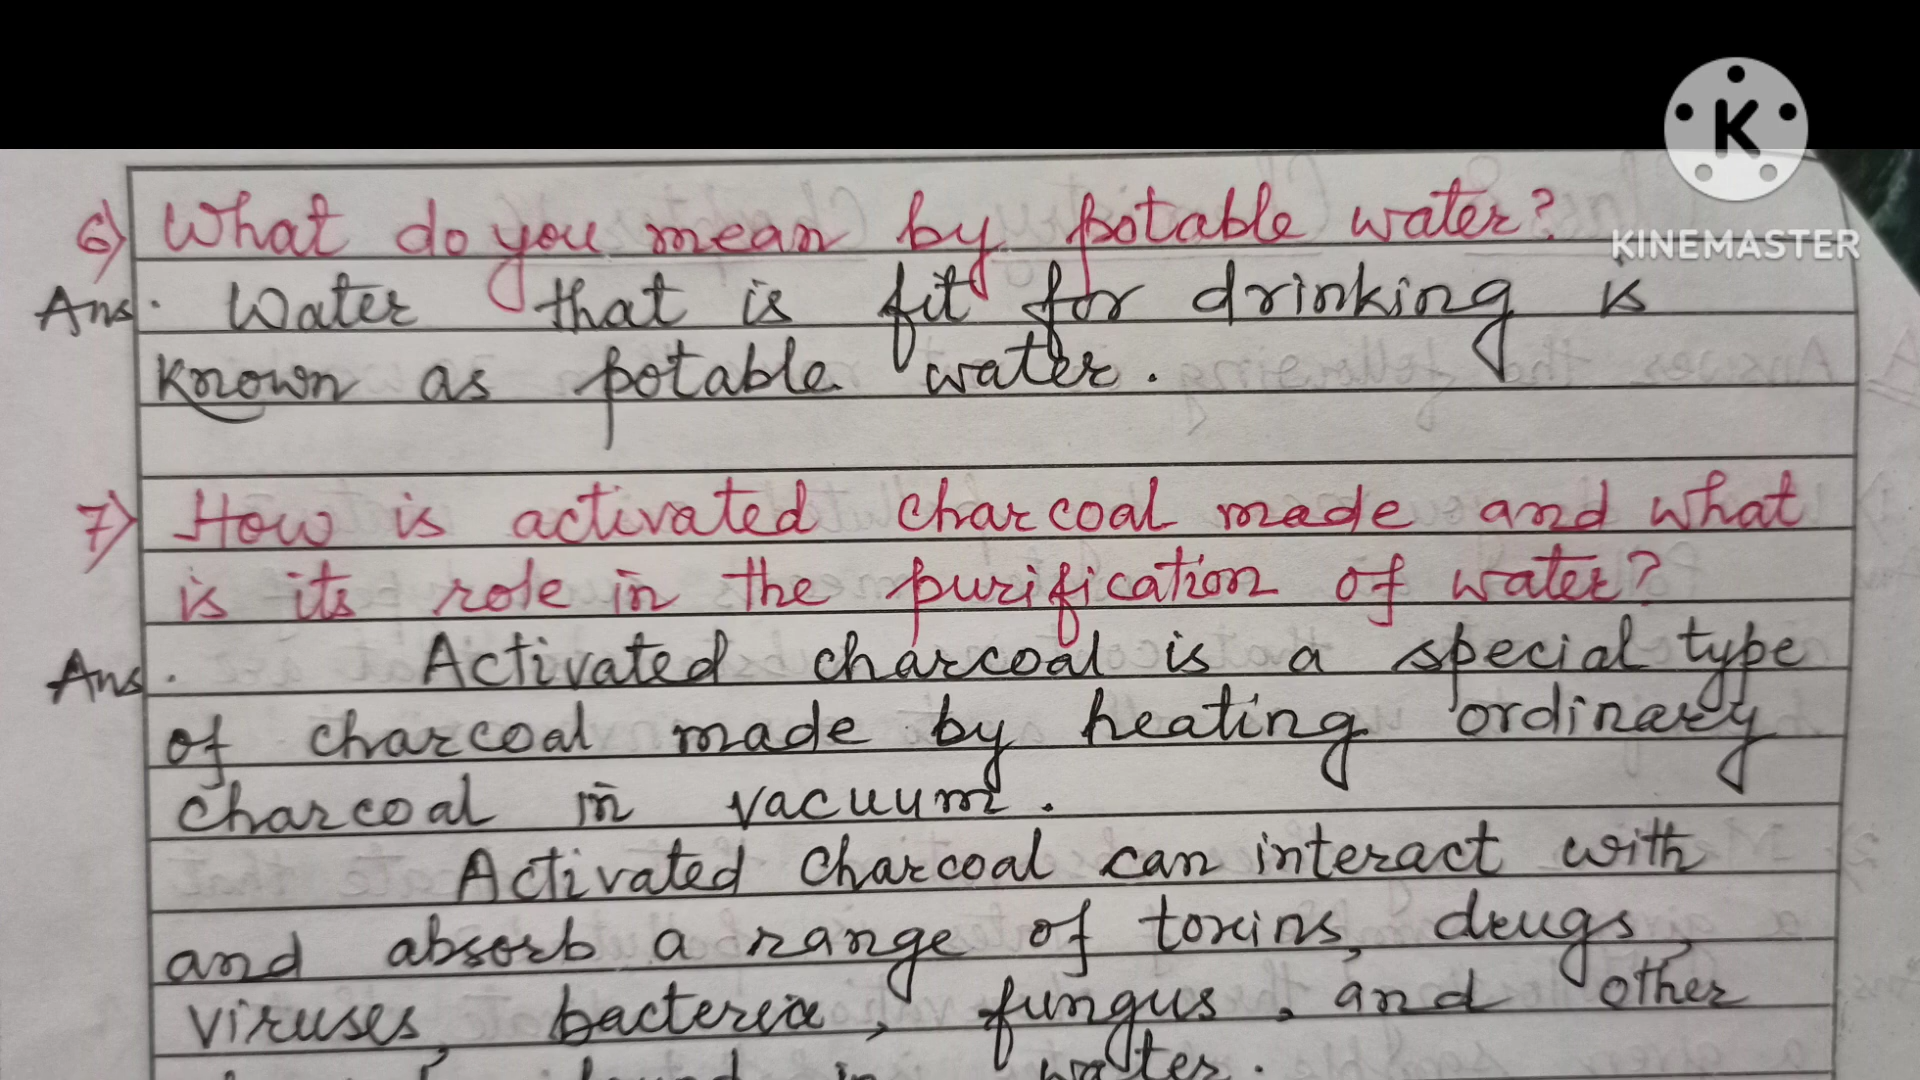 K
KINEMASTER
6) What do you mean by potable water?
Ans. Water that is fit for drinking is
known as potable water.
7) How is activated charcoal made and what
is its role in the purification of water?
Ans. Activated charcoal is a special type
of charcoal made by heating ordinary
charcoal in vacuum.
Activated charcoal can interact with
and absorb a range of toxins, drugs,
viruses, bacteria, fungus, and other
found in water.